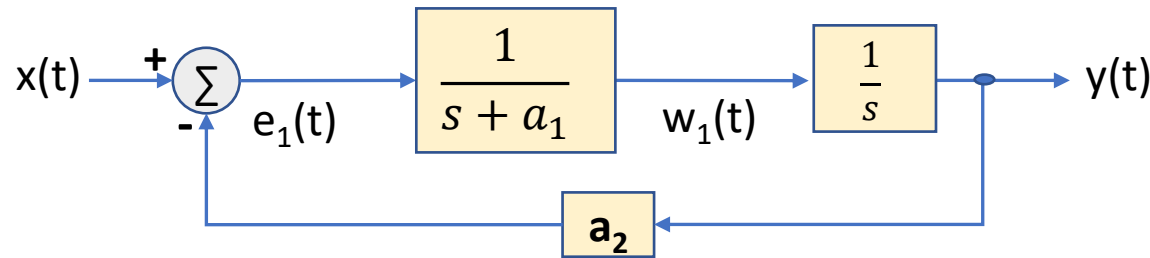 x(t)
+
-
∑
e₁(t)
1
s + a₁
w₁(t)
1
s
y(t)
a₂